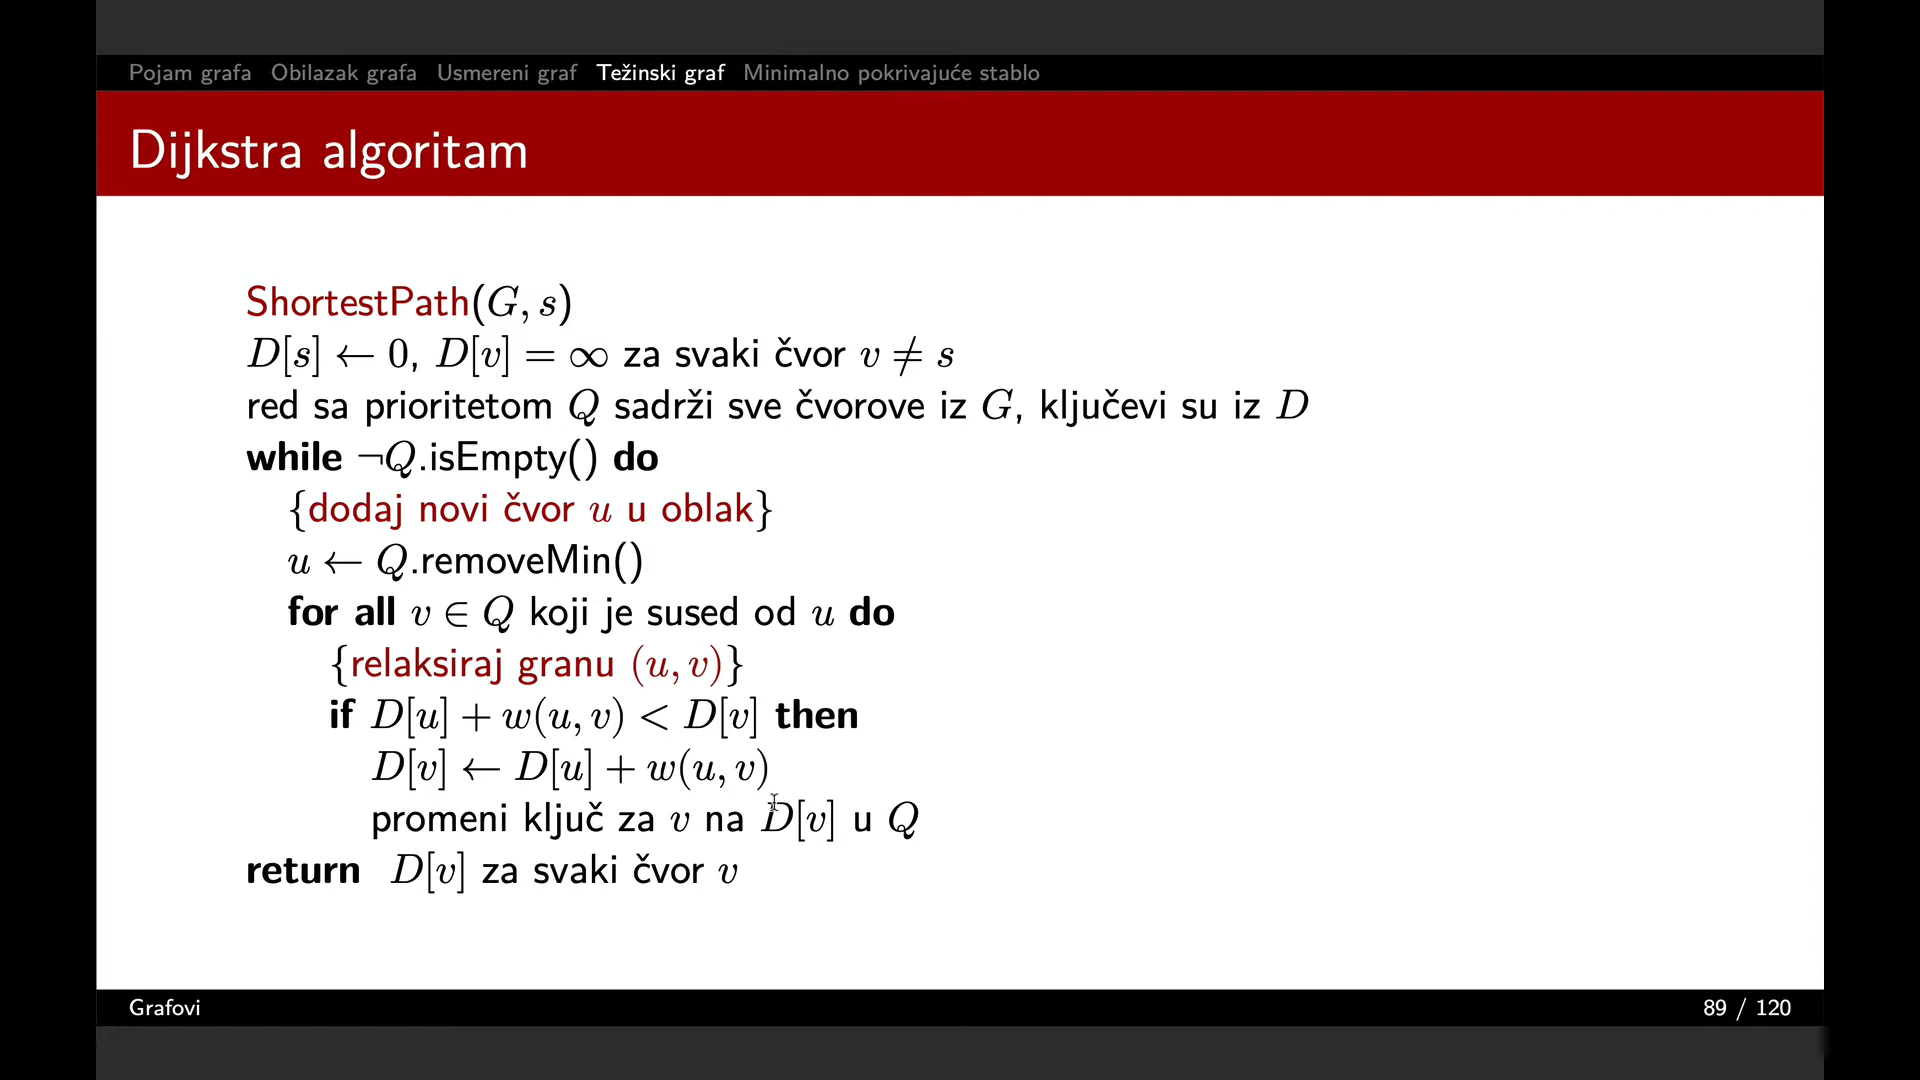 Pojam grafa Obilazak grafa Usmereni graf Težinski graf Minimalno pokrivajuće stablo
Dijkstra algoritam
ShortestPath(G, s)
D[s] ← 0, D[v] = ∞ za svaki čvor v ≠ s
red sa prioritetom Q sadrži sve čvorove iz G, ključevi su iz D
while ¬Q.isEmpty() do
{dodaj novi čvor u u oblak}
u ← Q.removeMin()
for all v ∈ Q koji je sused od u do
{relaksiraj granu (u, v)}
if D[u] + w(u, v) < D[v] then
D[v] ← D[u] + w(u, v)
promeni ključ za v na D[v] u Q
return D[v] za svaki čvor v
Grafovi
89 / 120